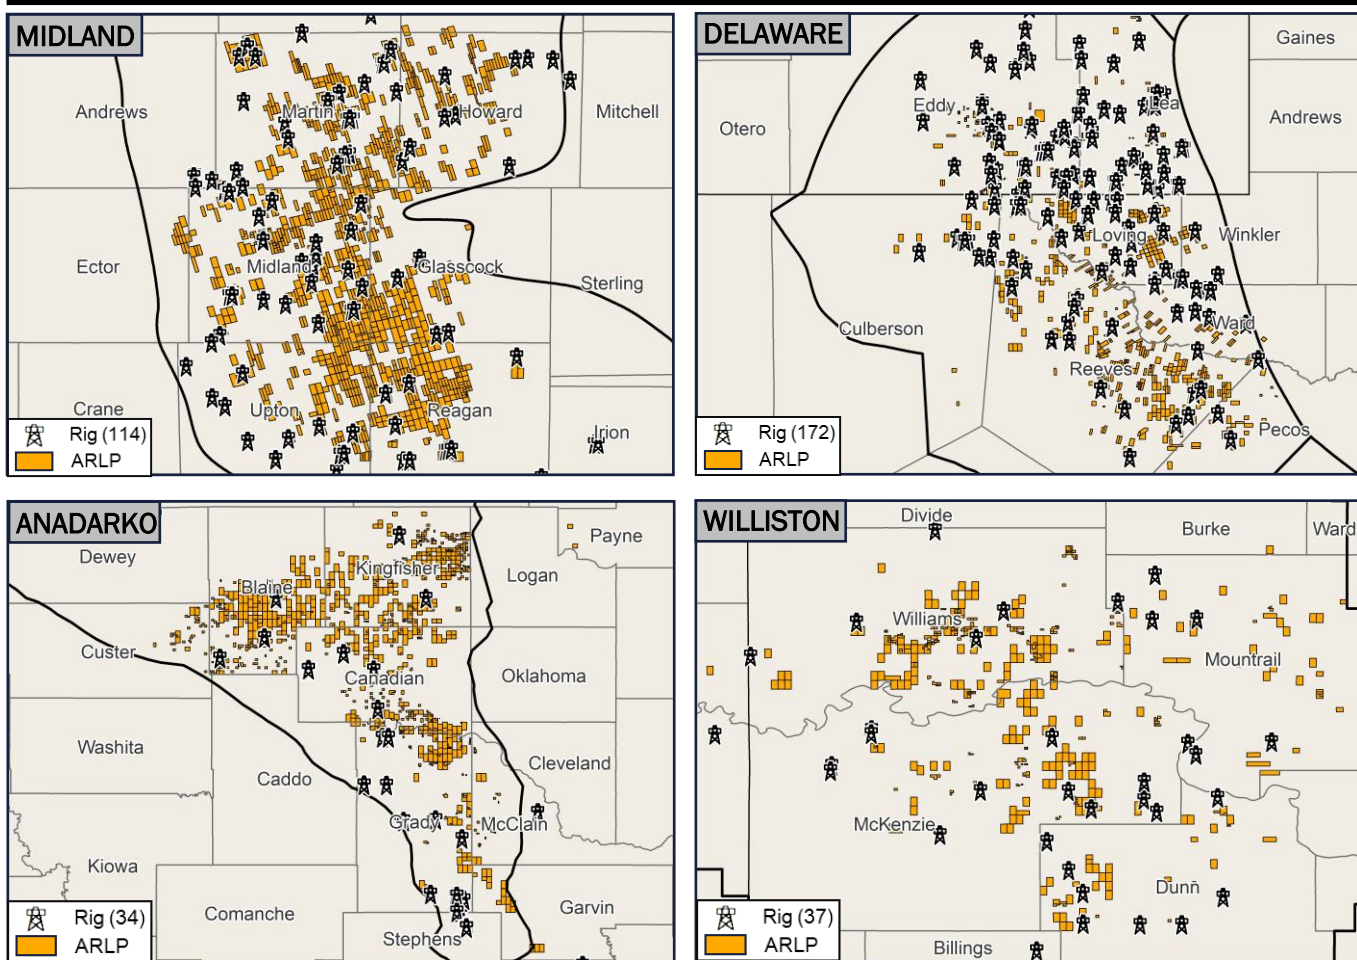 MIDLAND
Andrews
Martin
Howard
Mitchell
Ector
Midland
Glasscock
Sterling
Crane
Upton
Reagan
Irion
Rig (114)
ARLP
DELAWARE
Gaines
Eddy
Lea
Otero
Andrews
Loving
Winkler
Culberson
Ward
Reeves
Pecos
Rig (172)
ARLP
ANADARKO
Dewey
Kingfisher
Payne
Blaine
Logan
Custer
Canadian
Oklahoma
Washita
Caddo
Cleveland
Grady
McClain
Kiowa
Comanche
Garvin
Stephens
Rig (34)
ARLP
WILLISTON
Divide
Burke
Ward
Williams
Mountrail
McKenzie
Dunn
Billings
Rig (37)
ARLP